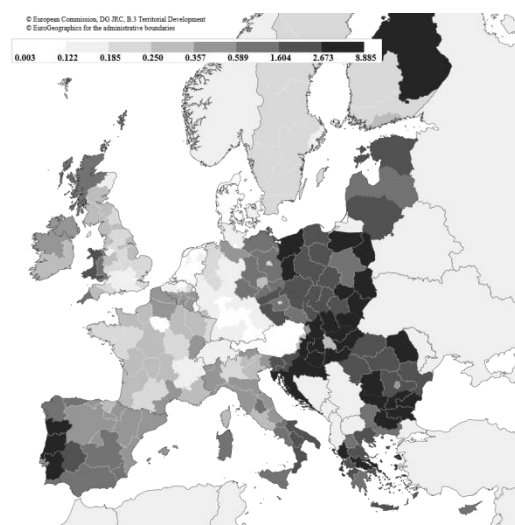 © European Commission, DG JRC, B.3 Territorial Development
© EuroGeographics for the administrative boundaries
0.003 0.122 0.185 0.250 0.357 0.589 1.604 2.673 8.885